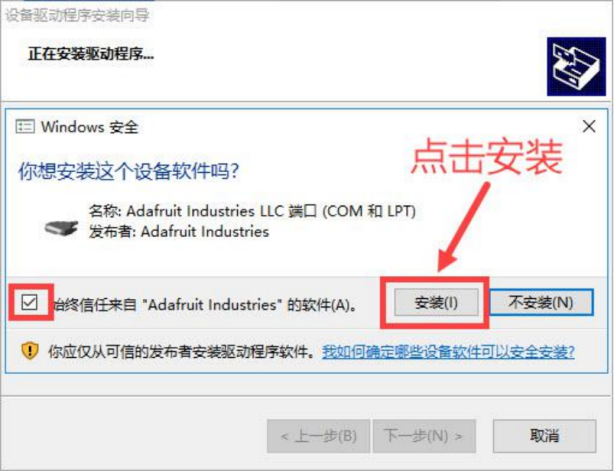 设备驱动程序安装向导
正在安装驱动程序...
Windows 安全
你想安装这个设备软件吗?
点击安装
名称: Adafruit Industries LLC 端口 (COM 和 LPT)
发布者: Adafruit Industries
始终信任来自 "Adafruit Industries" 的软件(A)。
安装(I)
不安装(N)
你应仅从可信的发布者安装驱动程序软件。我如何确定哪些设备软件可以安全安装?
< 上一步(B)
下一步(N) >
取消